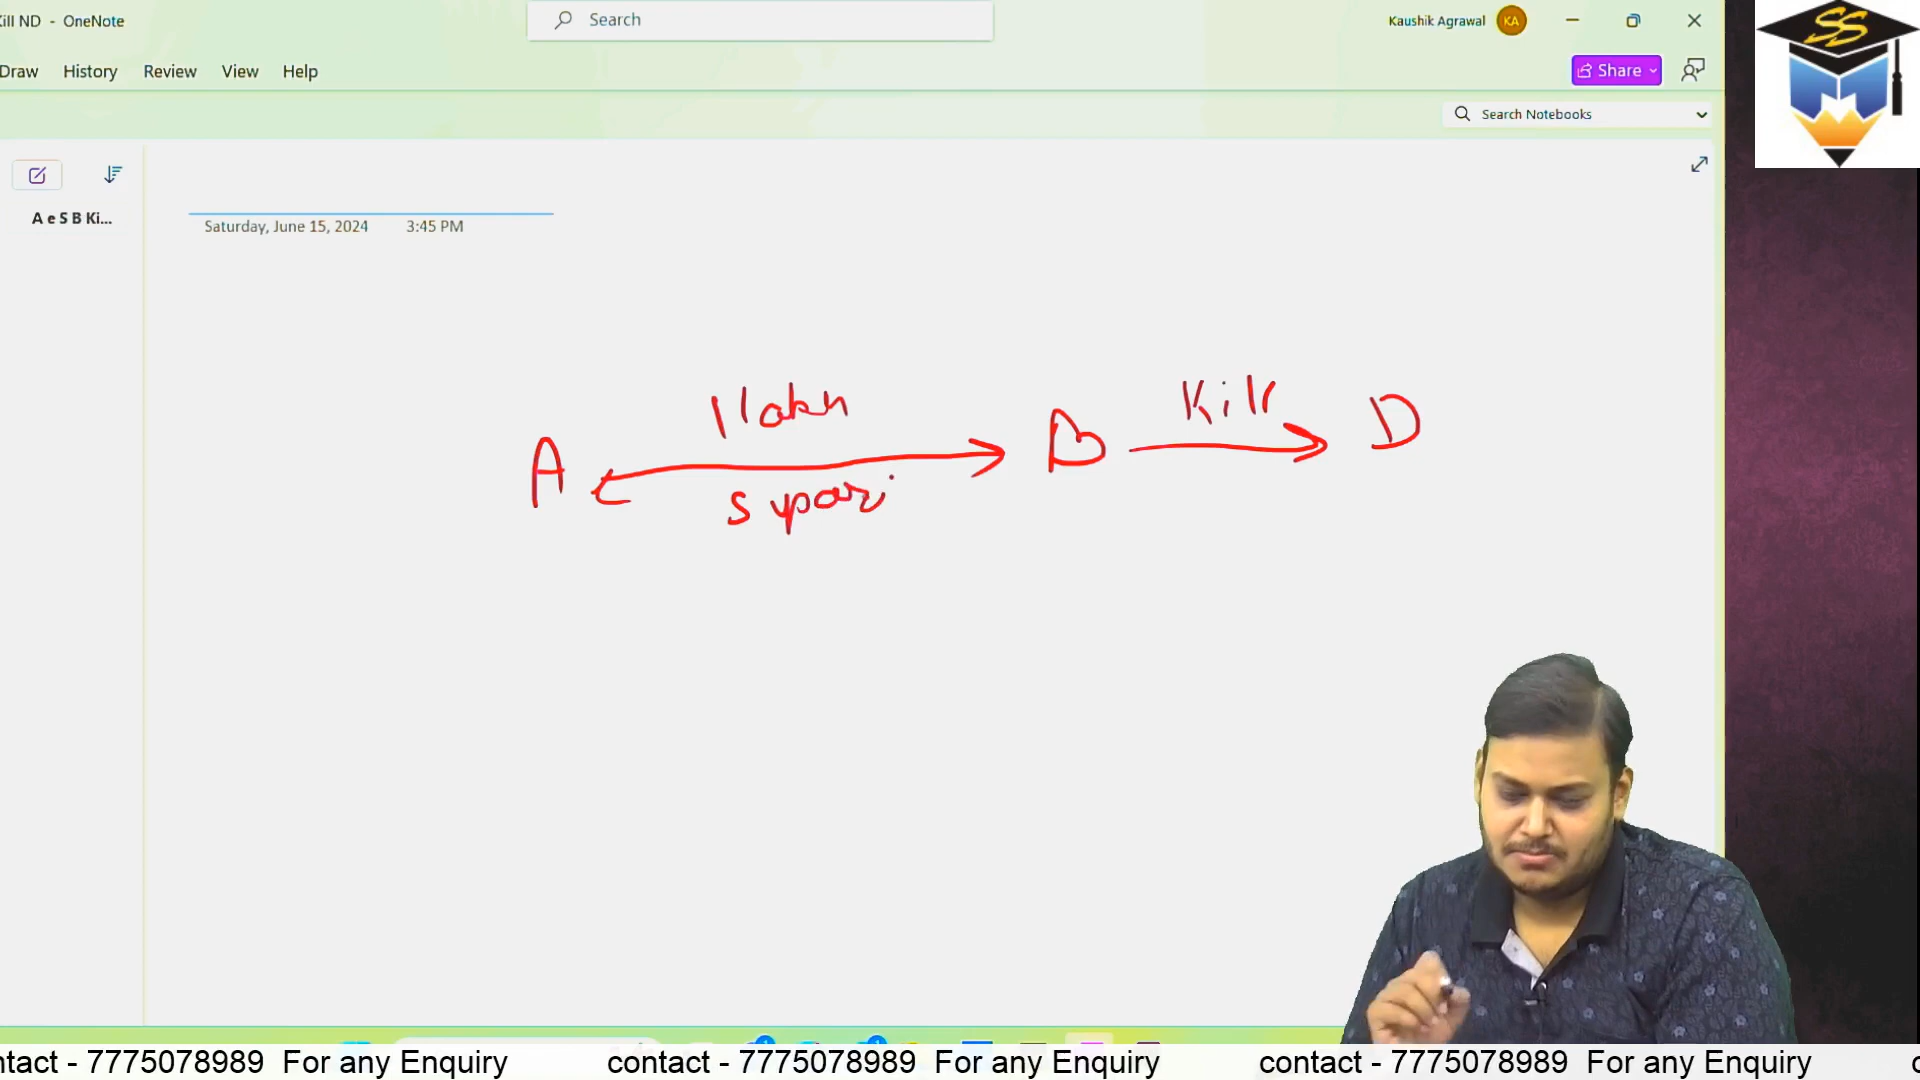 Kill ND - OneNote
Search
Kaushik Agrawal KA
Draw History Review View Help
Share
Search Notebooks
A e S B Ki...
Saturday, June 15, 2024 3:45 PM
1 lakh
Kill
A B D
supari
ntact - 7775078989 For any Enquiry contact - 7775078989 For any Enquiry contact - 7775078989 For any Enquiry c
SS